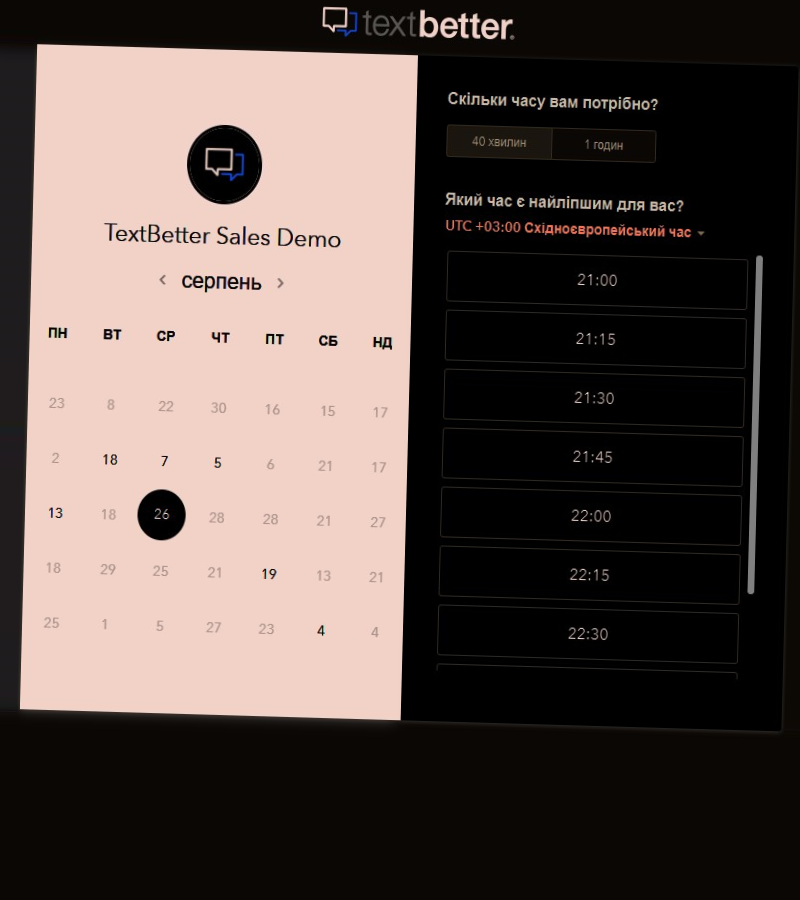 textbetter.
TextBetter Sales Demo
серпень
ПН ВТ СР ЧТ ПТ СБ НД
23 8 22 30 16 15 17
2 18 7 5 6 21 17
13 18 26 28 28 21 27
18 29 25 21 19 13 21
25 1 5 27 23 4 4
Скільки часу вам потрібно?
40 хвилин 1 годин
Який час є найліпшим для вас?
UTC +03:00 Східноєвропейський час
21:00
21:15
21:30
21:45
22:00
22:15
22:30